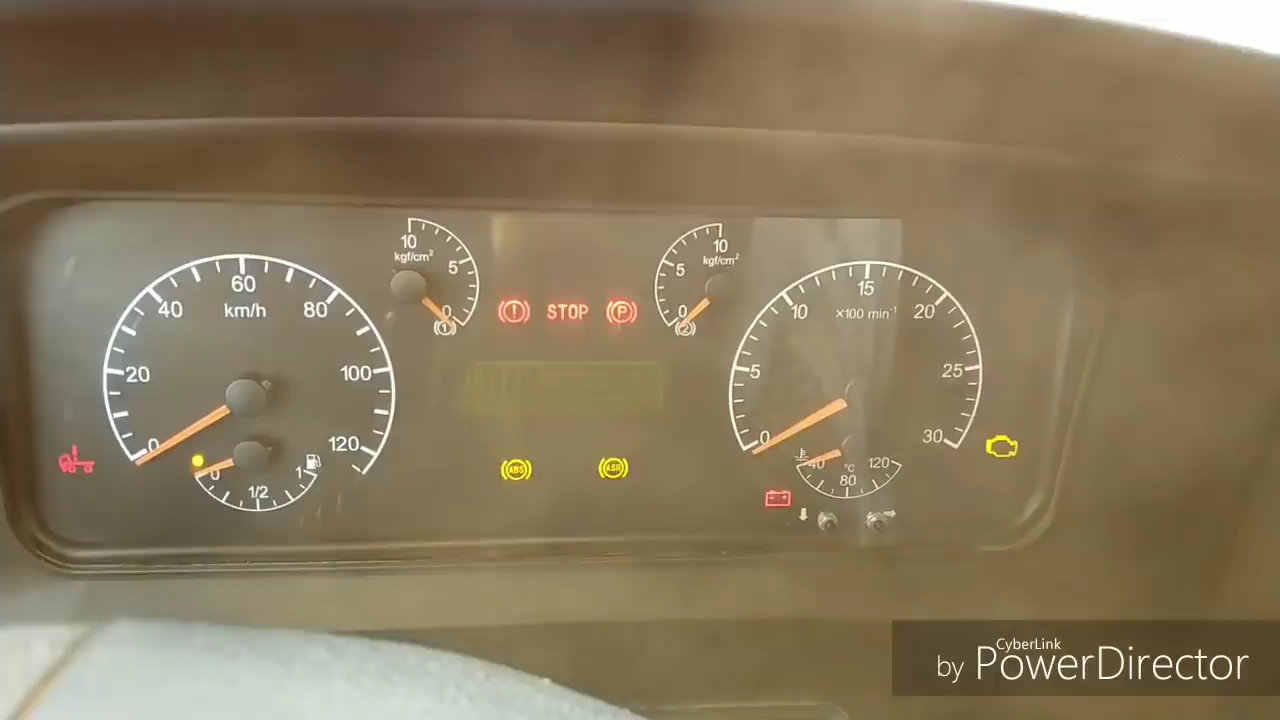 0
20
40
60
80
100
120
km/h
0
1/2
1
10
kgf/cm²
5
0
(1)
STOP
(P)
ABS
ASR
10
kgf/cm²
5
0
(2)
0
5
10
15
20
25
30
×100 min⁻¹
40
80
120
°C
CyberLink
by PowerDirector